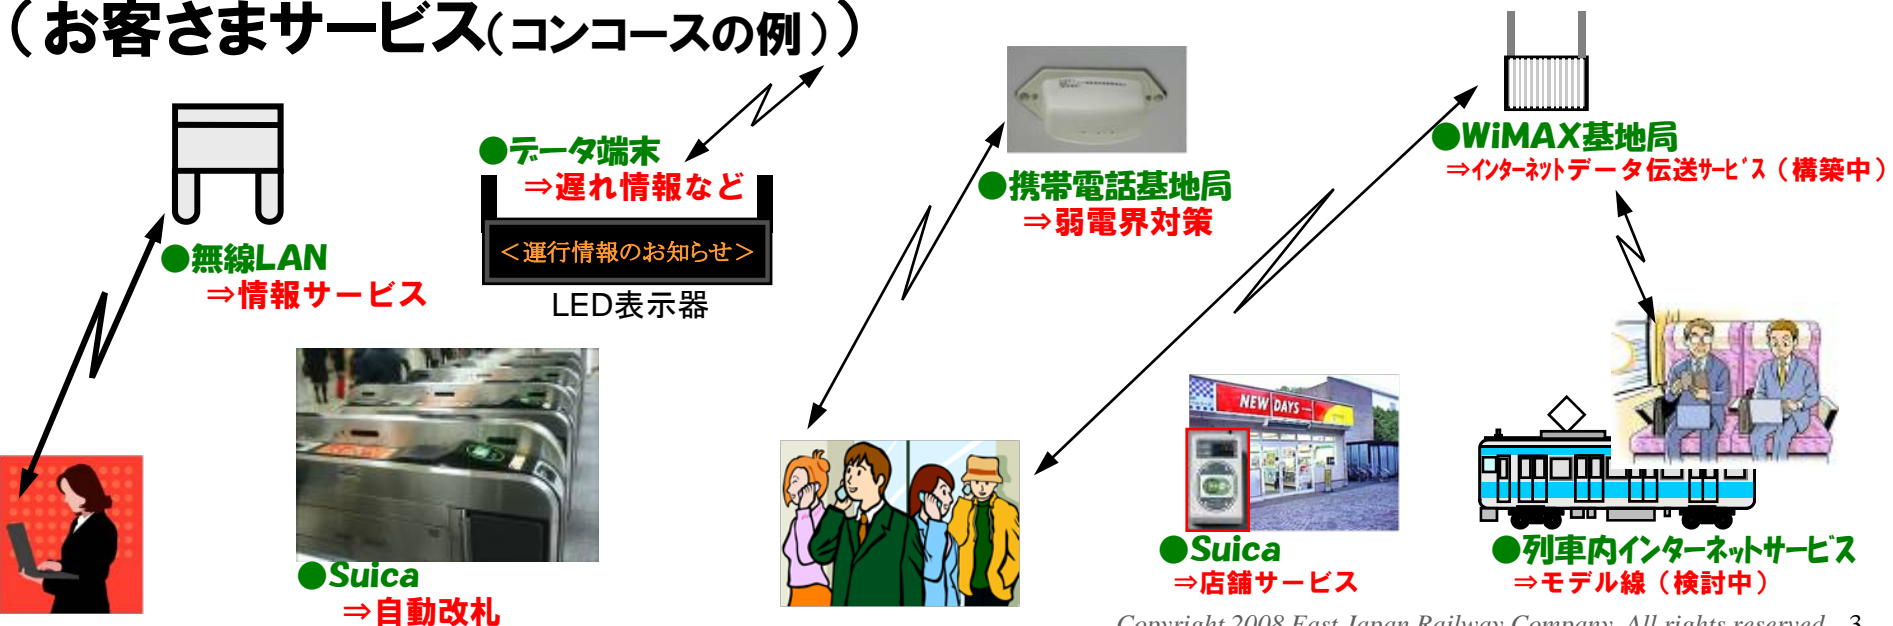 （お客さまサービス（コンコースの例））
●無線LAN
⇒情報サービス
●データ端末
⇒遅れ情報など
＜運行情報のお知らせ＞
LED表示器
●携帯電話基地局
⇒弱電界対策
●WiMAX基地局
⇒ｲﾝﾀｰﾈｯﾄデータ伝送ｻｰﾋﾞｽ（構築中）
●Suica
⇒自動改札
NEW DAYS
●Suica
⇒店舗サービス
●列車内インターネットサービス
⇒モデル線（検討中）
Copyright 2008 East Japan Railway Company. All rights reserved. 3